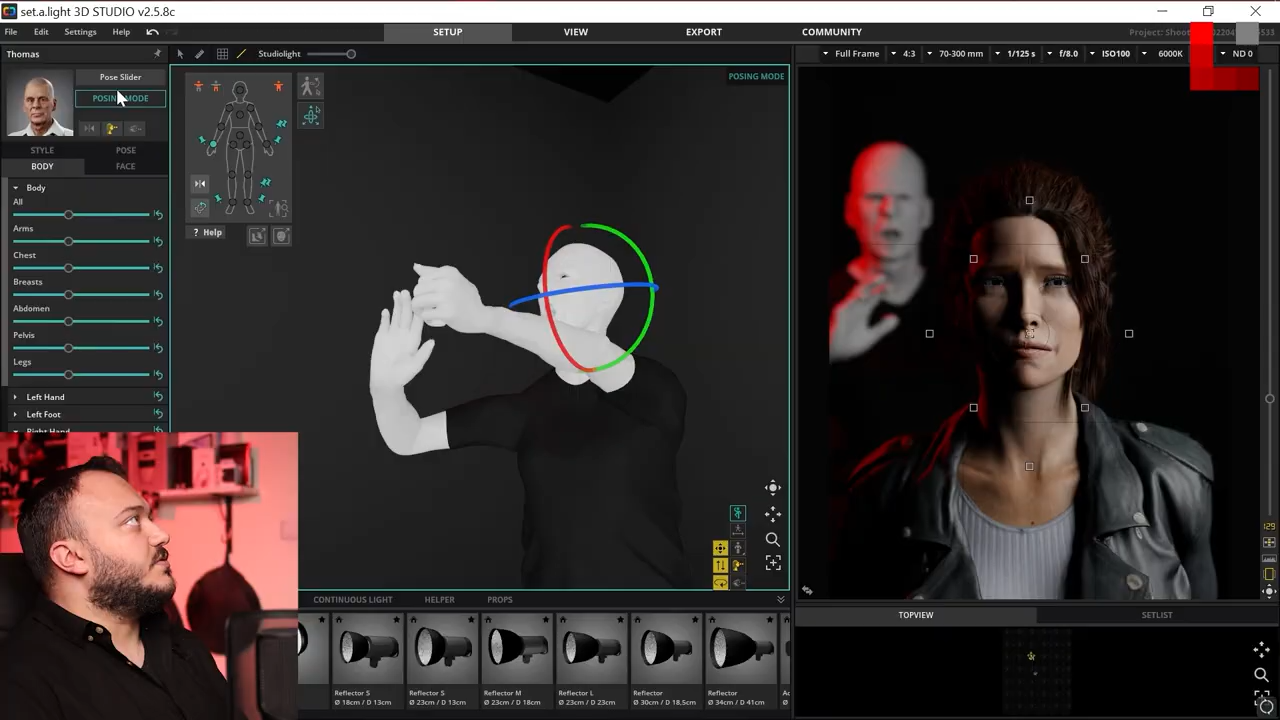 set.a.light 3D STUDIO v2.5.8c
File Edit Settings Help
SETUP VIEW EXPORT COMMUNITY
Thomas
Pose Slider
POSING MODE
STYLE POSE
BODY FACE
Body
All
Arms
Chest
Breasts
Abdomen
Pelvis
Legs
Left Hand
Left Foot
Right Hand
Studiolight
POSING MODE
? Help
Full Frame 4:3 70-300 mm 1/125 s f/8.0 ISO100 6000K ND 0
CONTINUOUS LIGHT HELPER PROPS
Reflector S
Ø 18cm / D 13cm
Reflector S
Ø 23cm / D 13cm
Reflector M
Ø 23cm / D 18cm
Reflector L
Ø 23cm / D 23cm
Reflector
Ø 30cm / D 18,5cm
Reflector
Ø 34cm / D 41cm
TOPVIEW SETLIST